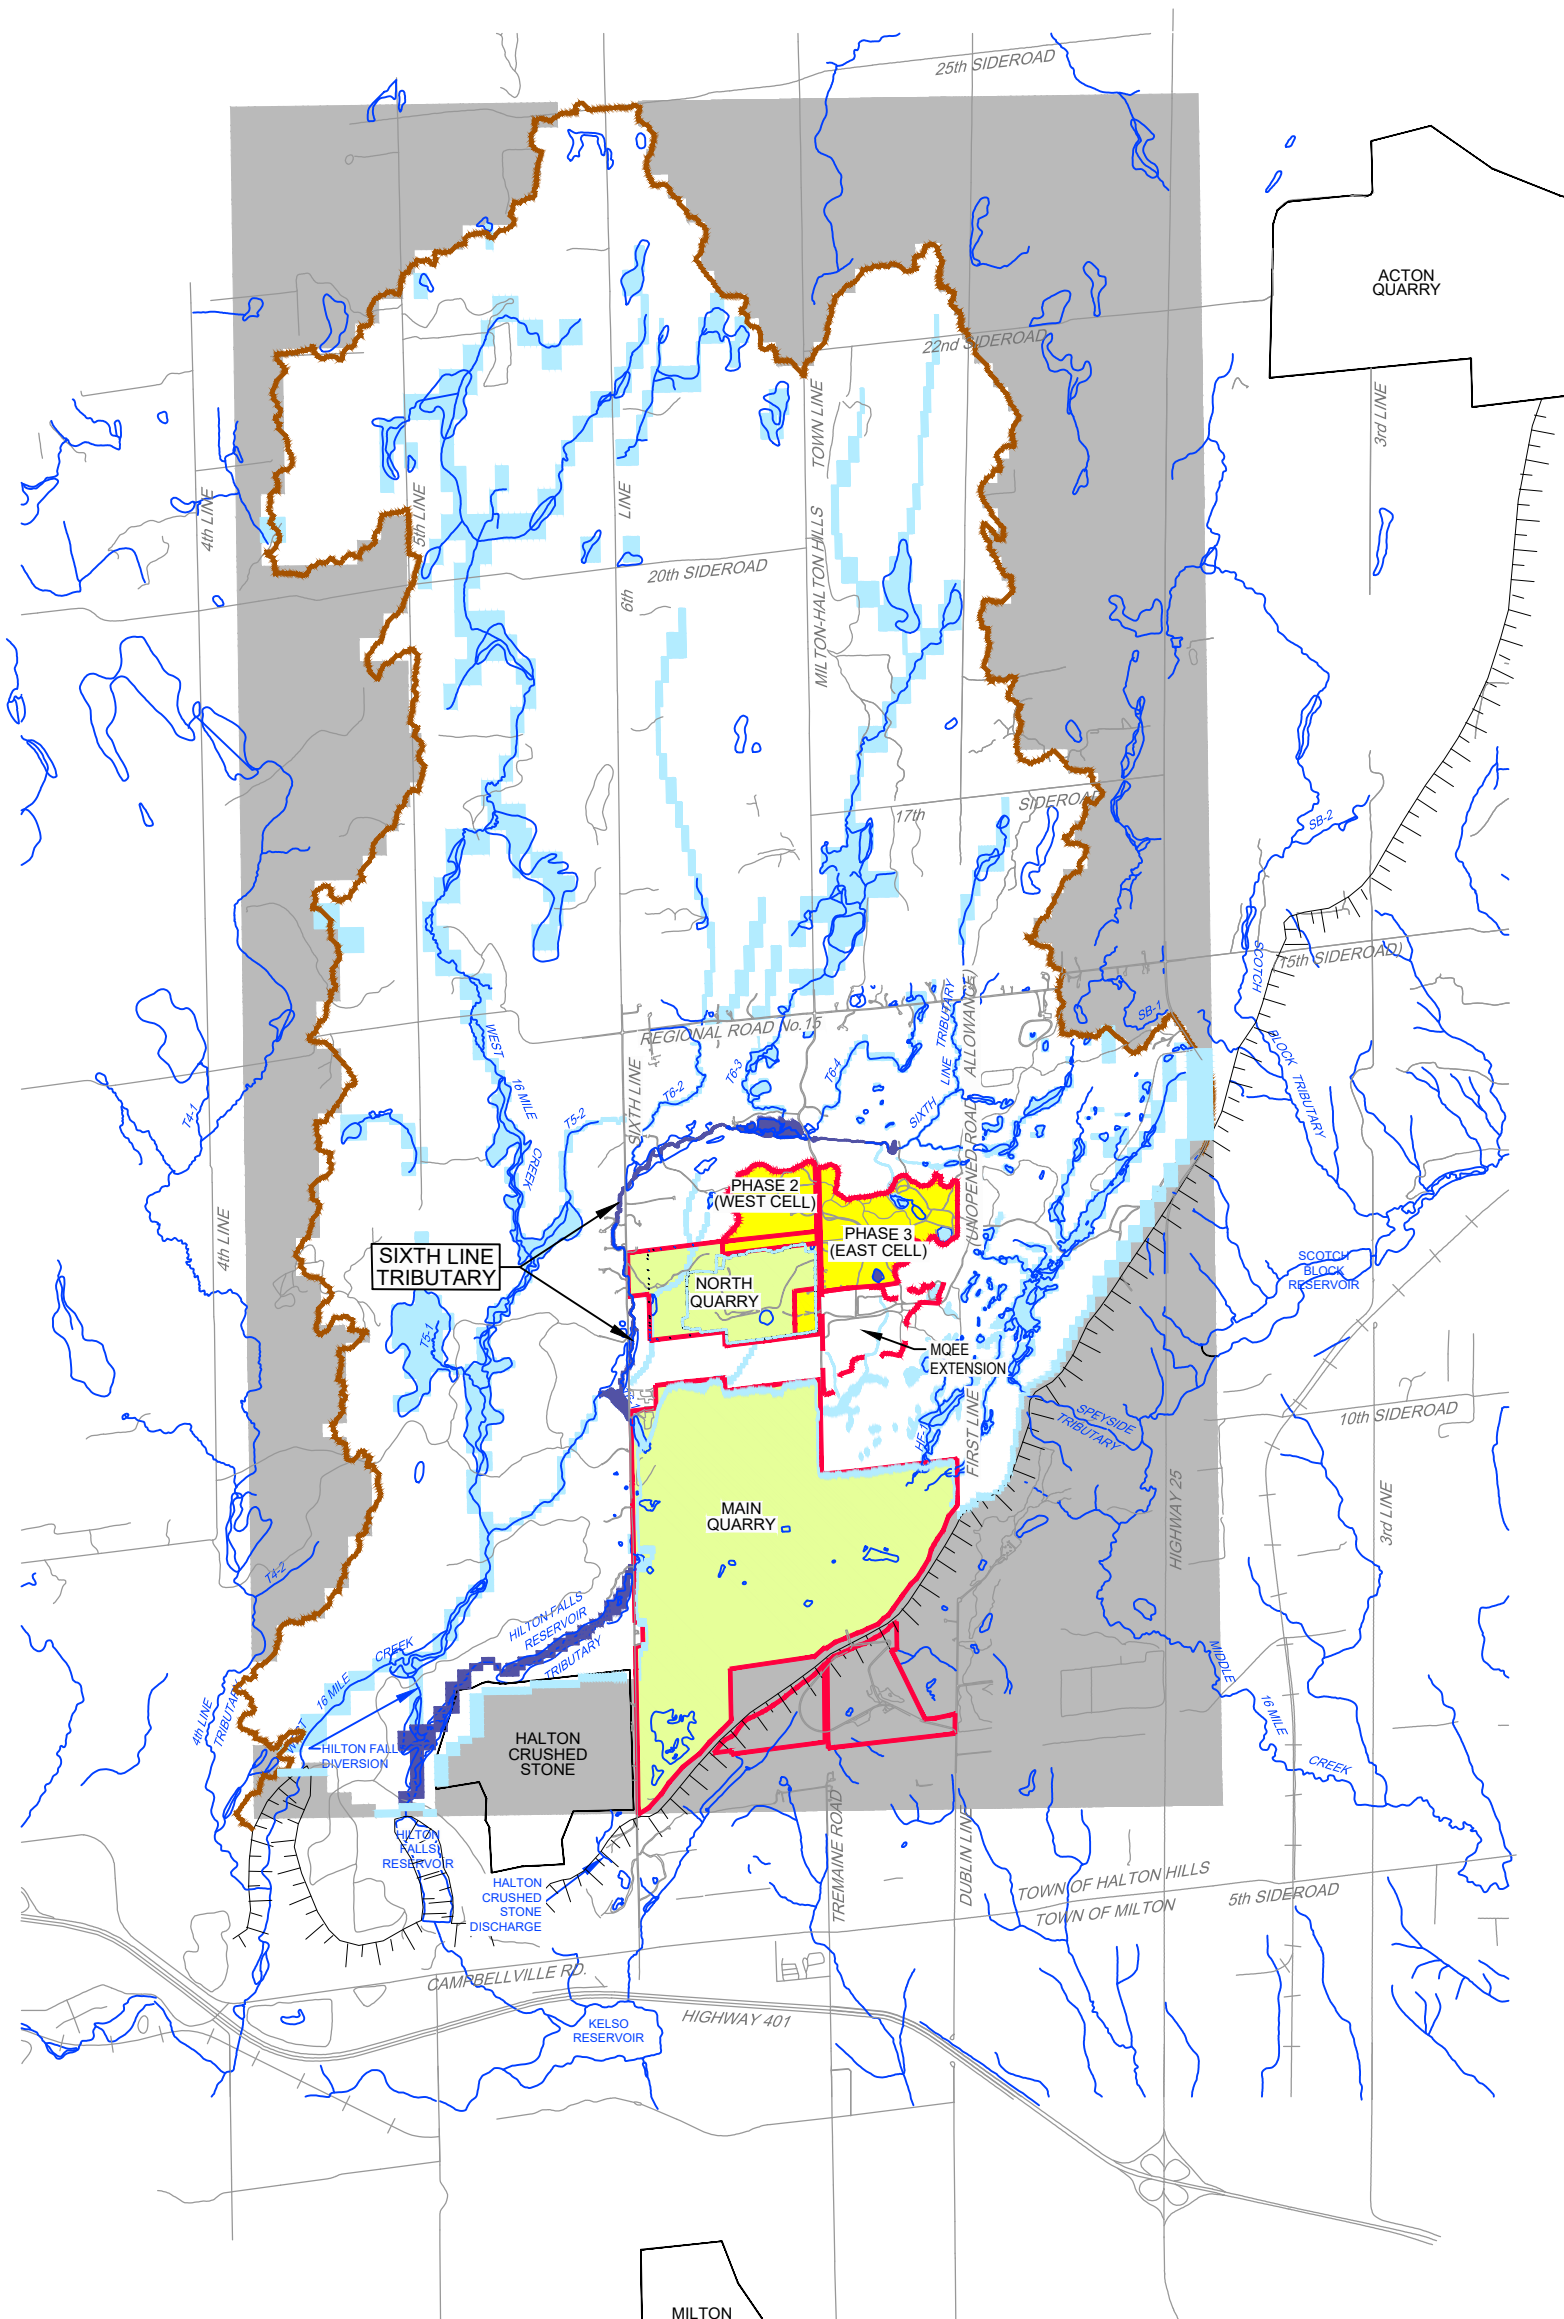 25th SIDEROAD
ACTON
QUARRY
22nd SIDEROAD
3rd LINE
MILTON-HALTON HILLS TOWN LINE
4th LINE
5th LINE
6th LINE
20th SIDEROAD
17th SIDEROAD
SB-2
SCOTCH
BLOCK TRIBUTARY
15th SIDEROAD)
SB-1
REGIONAL ROAD No.15
WEST
16 MILE
CREEK
T4-1
T5-2
SIXTH LINE
T6-2
T6-3
T6-4
SIXTH
LINE TRIBUTARY
(UNOPENED ROAD ALLOWANCE)
PHASE 2
(WEST CELL)
PHASE 3
(EAST CELL)
4th LINE
SIXTH LINE
TRIBUTARY
NORTH
QUARRY
SCOTCH
BLOCK
RESERVOIR
T5-1
MQEE
EXTENSION
FIRST LINE
HF-1
SPEYSIDE
TRIBUTARY
10th SIDEROAD
HIGHWAY 25
3rd LINE
MAIN
QUARRY
T4-2
HILTON FALLS
RESERVOIR
TRIBUTARY
MIDDLE
16 MILE
CREEK
WEST
16 MILE
CREEK
4th LINE
TRIBUTARY
HILTON FALLS
DIVERSION
HALTON
CRUSHED
STONE
HILTON
FALLS
RESERVOIR
HALTON
CRUSHED
STONE
DISCHARGE
TREMAINE ROAD
DUBLIN LINE
TOWN OF HALTON HILLS
TOWN OF MILTON
5th SIDEROAD
CAMPBELLVILLE RD.
HIGHWAY 401
KELSO
RESERVOIR
MILTON